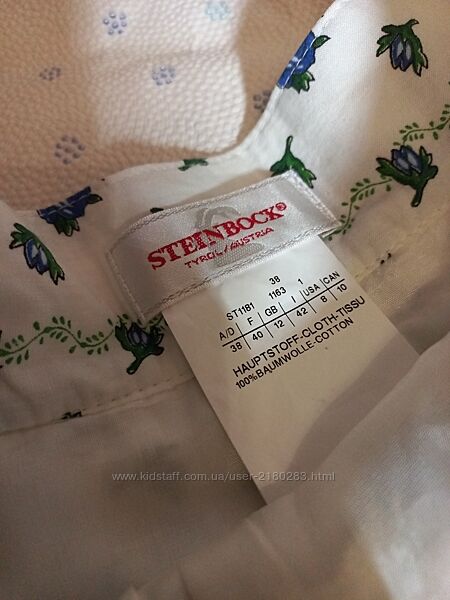 STEINBOCK®
TYROL/AUSTRIA
38
ST1181 1163 1
A/D F GB I USA CAN
38 40 12 42 8 10
HAUPTSTOFF-CLOTH-TISSU
100%BAUMWOLLE-COTTON
www.kidstaff.com.ua/user-2180283.html